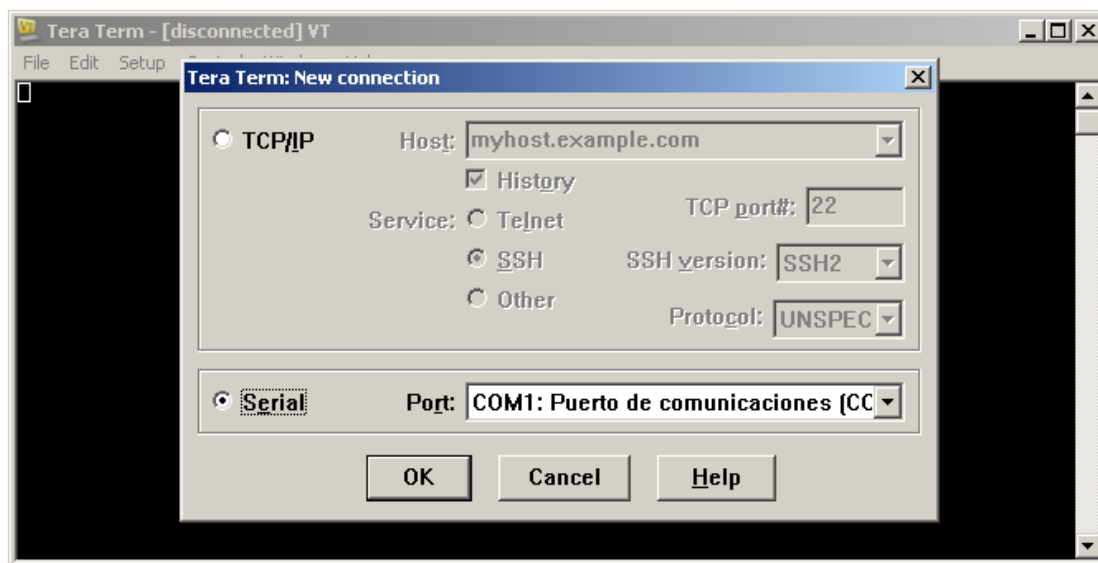 Tera Term - [disconnected] VT
File Edit Setup
Tera Term: New connection
TCP/IP Host: myhost.example.com
History
Service: Telnet TCP port#: 22
SSH SSH version: SSH2
Other Protocol: UNSPEC
Serial Port: COM1: Puerto de comunicaciones (CC
OK Cancel Help